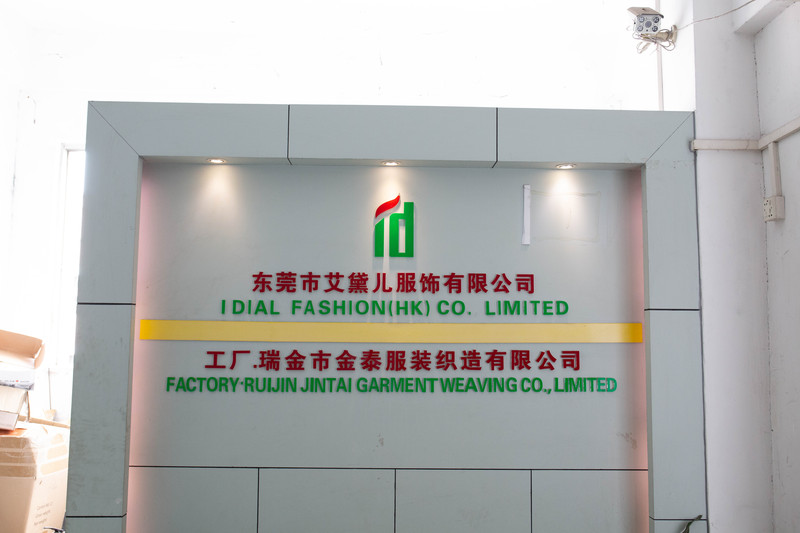 id
东莞市艾黛儿服饰有限公司
I DIAL FASHION(HK) CO. LIMITED
工厂.瑞金市金泰服装织造有限公司
FACTORY·RUIJIN JINTAI GARMENT WEAVING CO., LIMITED